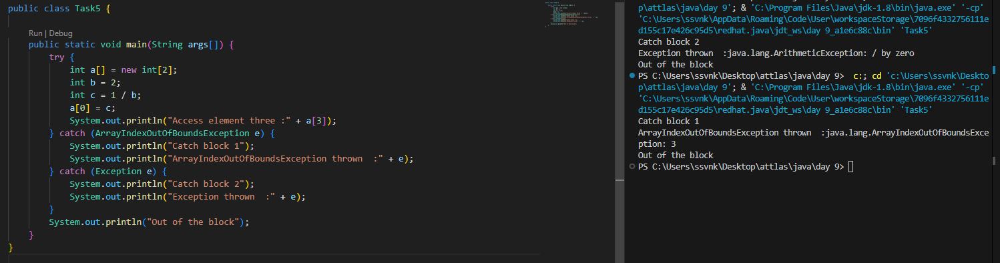 public class Task5 {
Run | Debug
public static void main(String args[]) {
try {
int a[] = new int[2];
int b = 2;
int c = 1 / b;
a[0] = c;
System.out.println("Access element three :" + a[3]);
} catch (ArrayIndexOutOfBoundsException e) {
System.out.println("Catch block 1");
System.out.println("ArrayIndexOutOfBoundsException thrown  :" + e);
} catch (Exception e) {
System.out.println("Catch block 2");
System.out.println("Exception thrown  :" + e);
}
System.out.println("Out of the block");
}
}
p\attlas\java\day 9'; & 'C:\Program Files\Java\jdk-1.8\bin\java.exe' '-cp'
'C:\Users\ssvnk\AppData\Roaming\Code\User\workspaceStorage\7096f4332756111e
d155c17e426c95d5\redhat.java\jdt_ws\day 9_a1e6c88c\bin' 'Task5'
Catch block 2
Exception thrown  :java.lang.ArithmeticException: / by zero
Out of the block
PS C:\Users\ssvnk\Desktop\attlas\java\day 9>  c:; cd 'c:\Users\ssvnk\Deskto
p\attlas\java\day 9'; & 'C:\Program Files\Java\jdk-1.8\bin\java.exe' '-cp'
'C:\Users\ssvnk\AppData\Roaming\Code\User\workspaceStorage\7096f4332756111e
d155c17e426c95d5\redhat.java\jdt_ws\day 9_a1e6c88c\bin' 'Task5'
Catch block 1
ArrayIndexOutOfBoundsException thrown  :java.lang.ArrayIndexOutOfBoundsExce
ption: 3
Out of the block
PS C:\Users\ssvnk\Desktop\attlas\java\day 9>